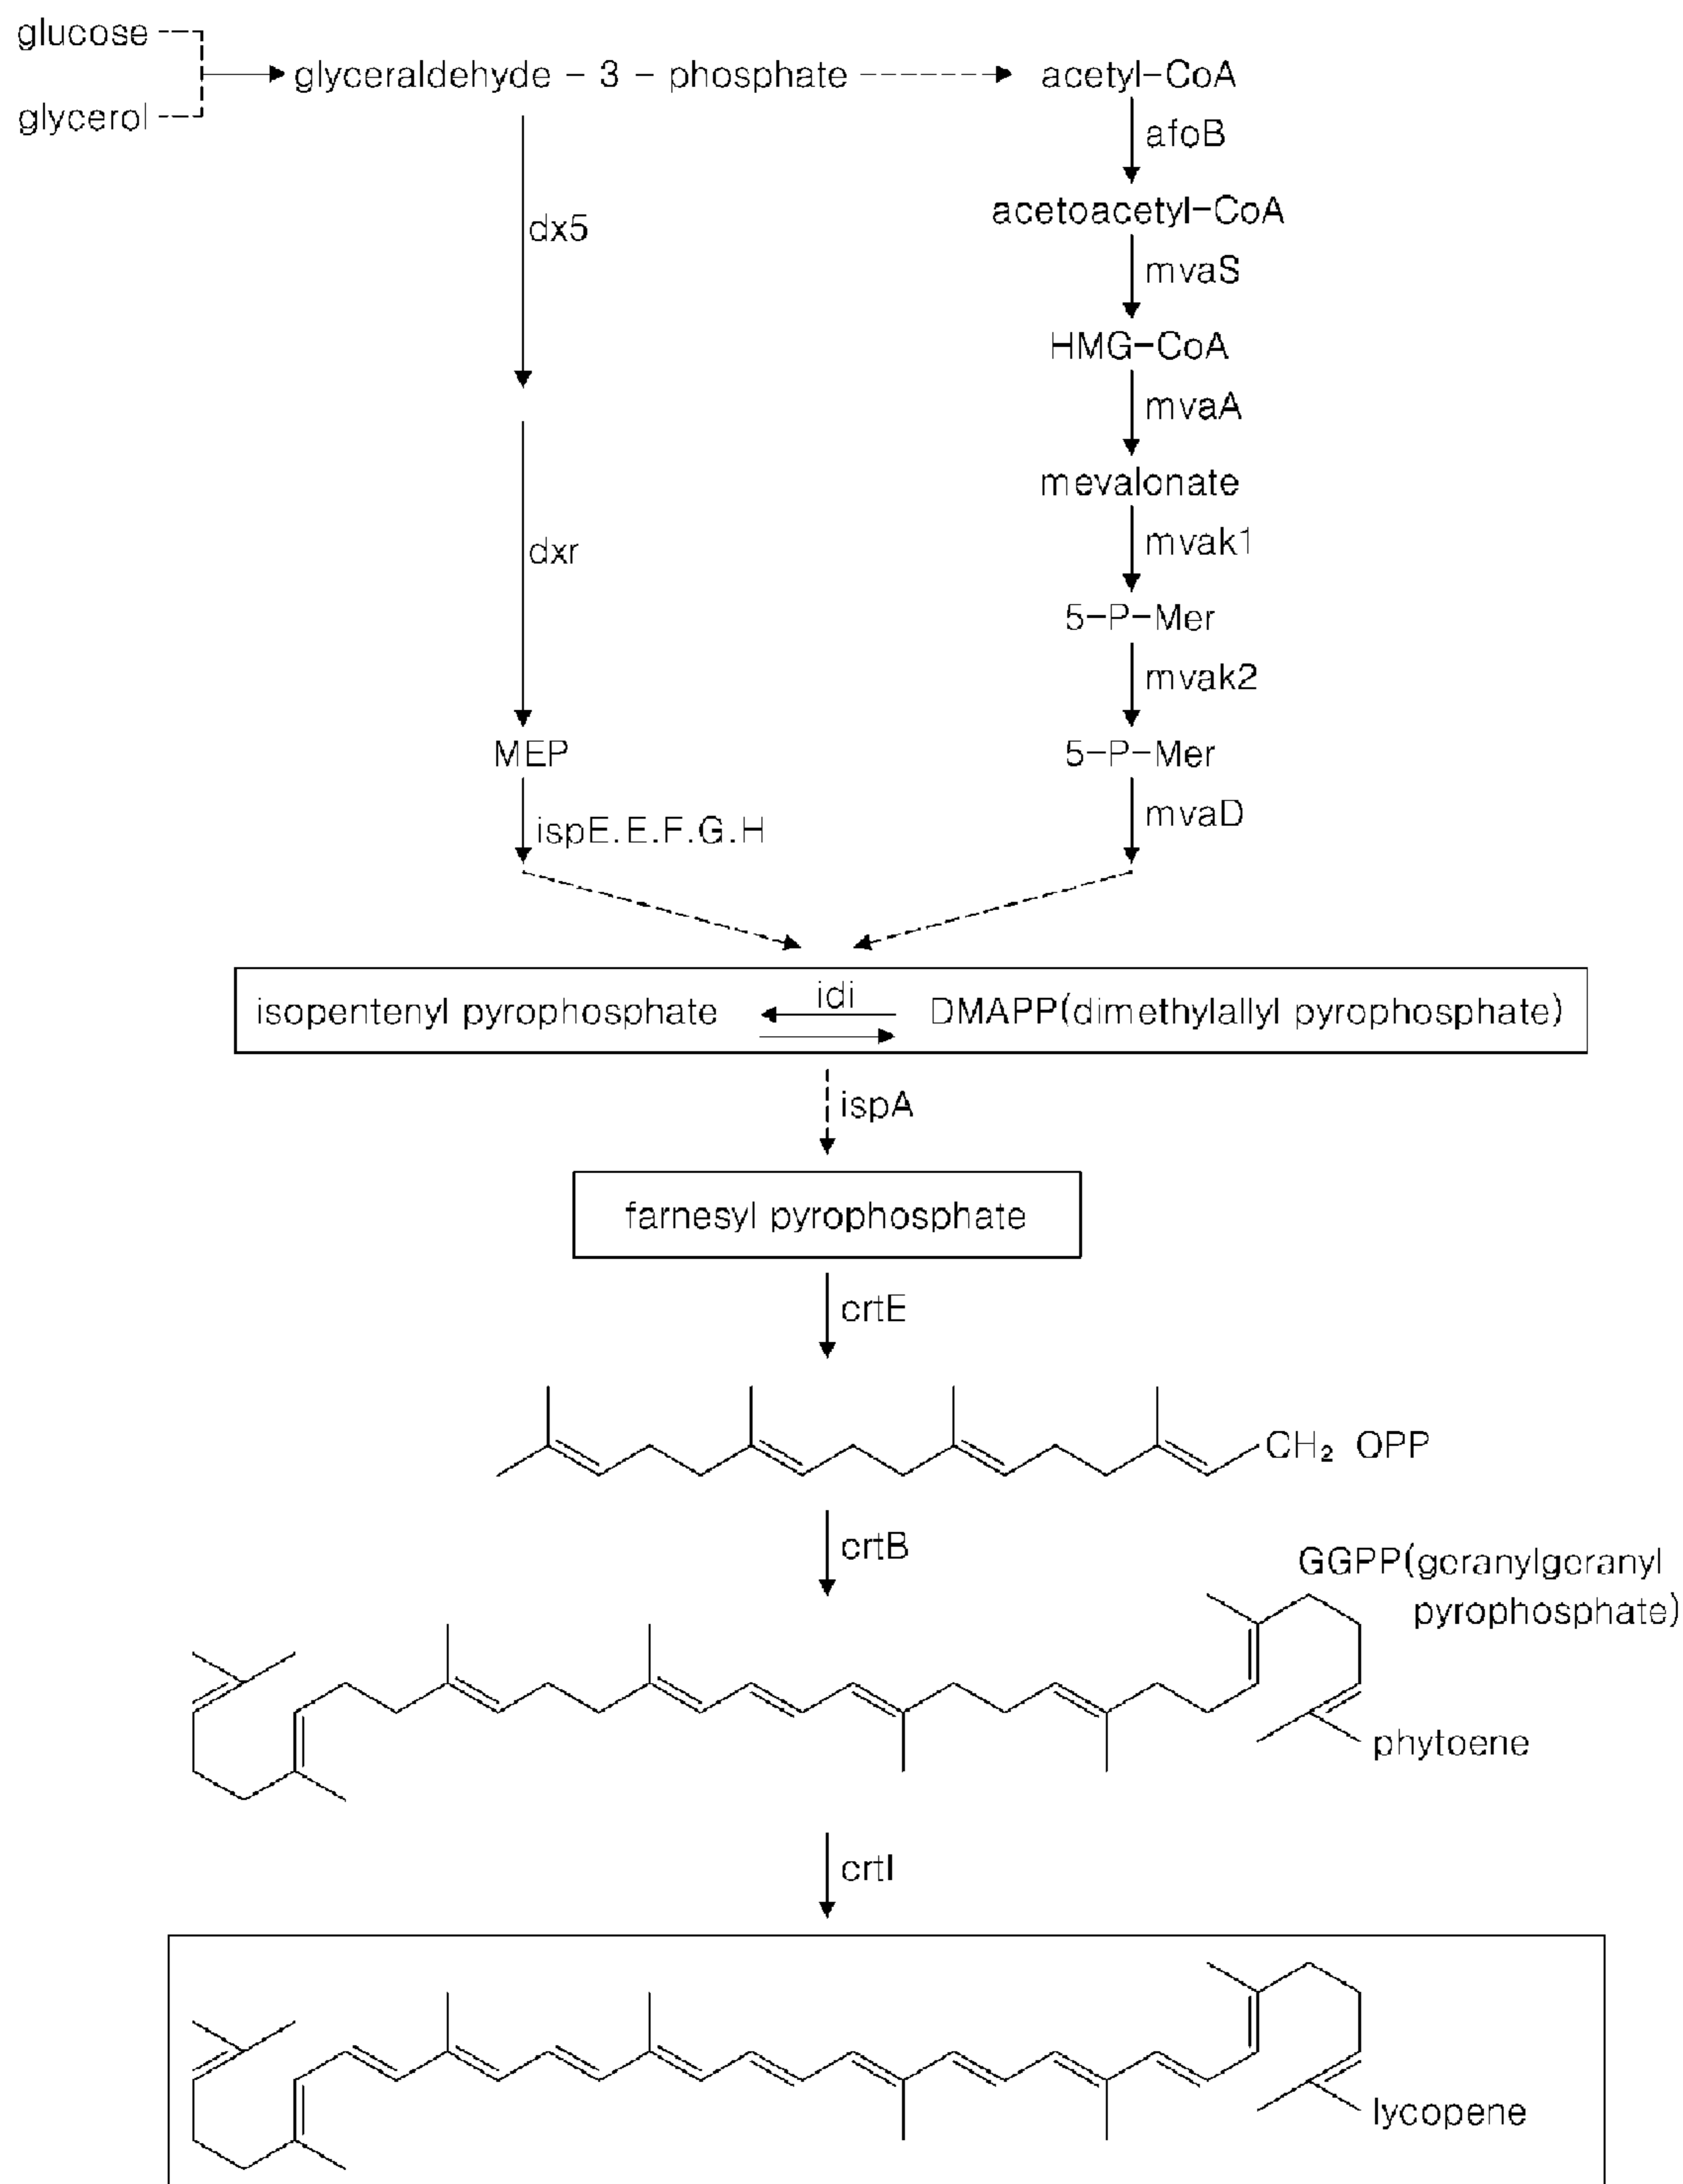 glucose
glycerol
glyceraldehyde - 3 - phosphate
acetyl-CoA
afoB
acetoacetyl-CoA
dx5
mvaS
HMG-CoA
mvaA
mevalonate
dxr
mvak1
5-P-Mer
mvak2
MEP
5-P-Mer
ispE.E.F.G.H
mvaD
isopentenyl pyrophosphate
idi
DMAPP(dimethylallyl pyrophosphate)
ispA
farnesyl pyrophosphate
crtE
CH₂ OPP
crtB
GGPP(gcranylgcranyl
pyrophosphate)
phytoene
crtI
lycopene